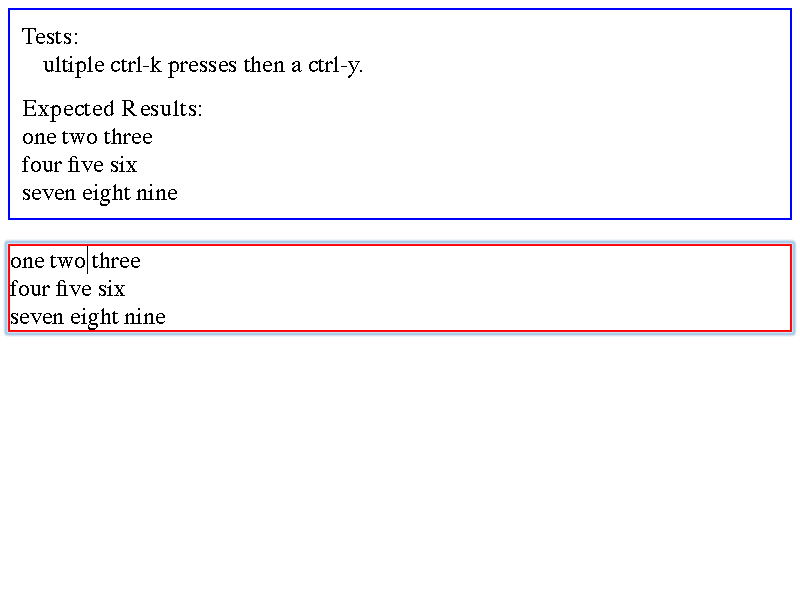 Tests:
ultiple ctrl-k presses then a ctrl-y.
Expected Results:
one two three
four five six
seven eight nine
one two three
four five six
seven eight nine